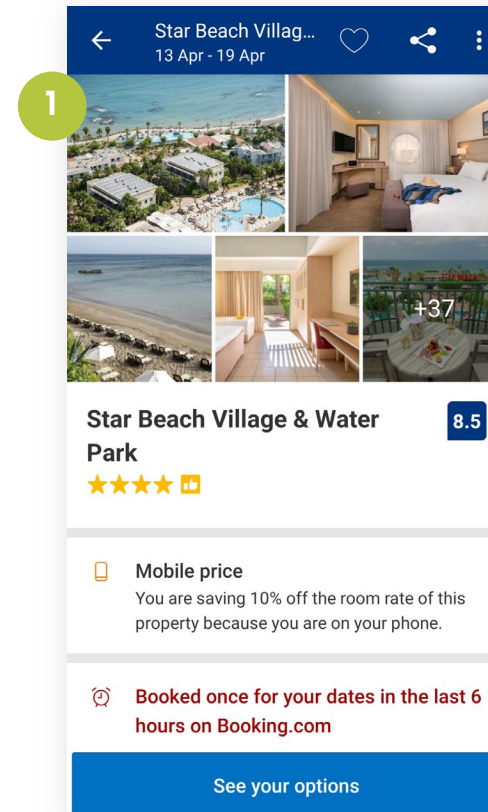 Star Beach Villag...
13 Apr - 19 Apr
1
+37
Star Beach Village & Water
Park
8.5
Mobile price
You are saving 10% off the room rate of this
property because you are on your phone.
Booked once for your dates in the last 6
hours on Booking.com
See your options